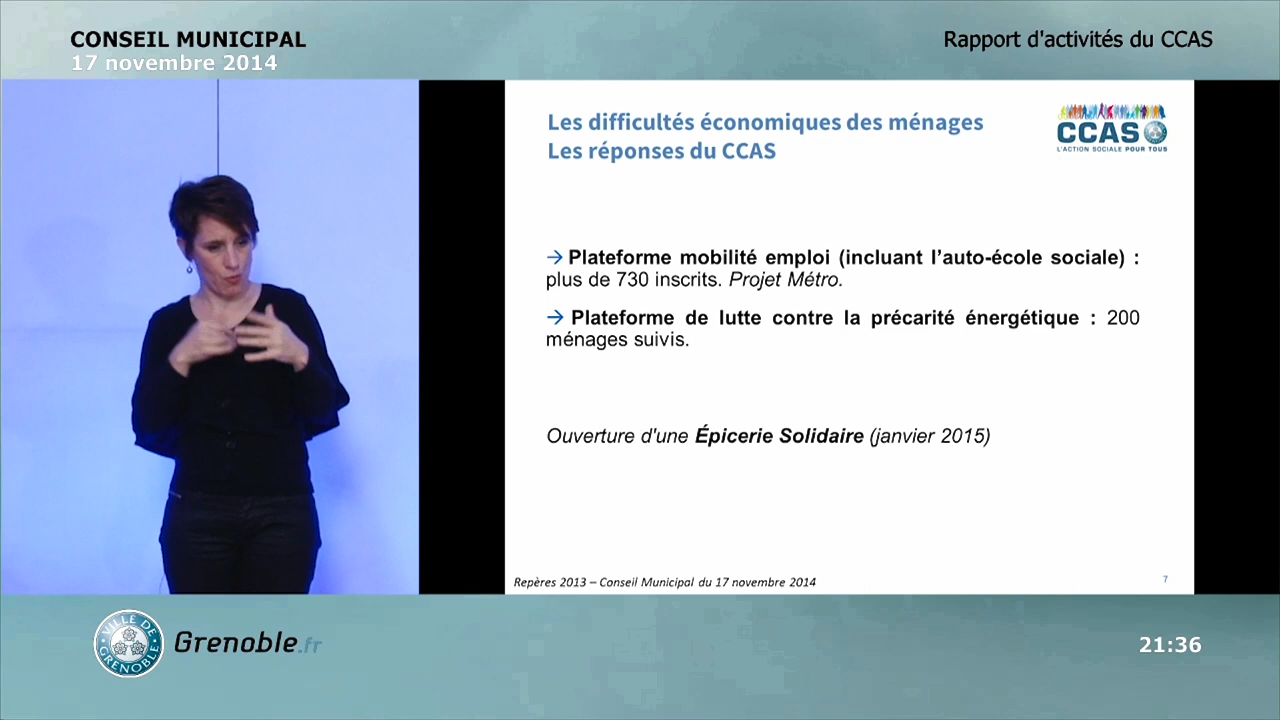 CONSEIL MUNICIPAL
17 novembre 2014
Rapport d'activités du CCAS
Les difficultés économiques des ménages
Les réponses du CCAS
CCAS
L'ACTION SOCIALE POUR TOUS
→ Plateforme mobilité emploi (incluant l'auto-école sociale) :
plus de 730 inscrits. Projet Métro.
→ Plateforme de lutte contre la précarité énergétique : 200
ménages suivis.
Ouverture d'une Épicerie Solidaire (janvier 2015)
Repères 2013 – Conseil Municipal du 17 novembre 2014
7
VILLE DE GRENOBLE
Grenoble.fr
21:36